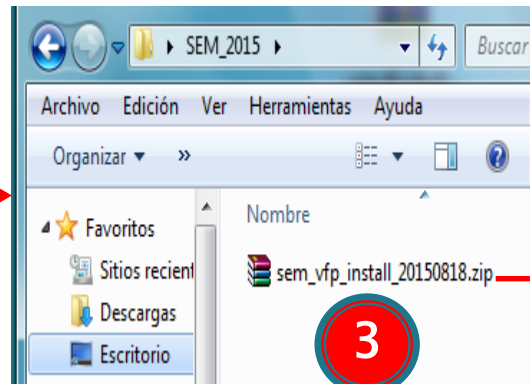 SEM_2015
Buscar
Archivo Edición Ver Herramientas Ayuda
Organizar »
Nombre
Favoritos
sem_vfp_install_20150818.zip
Sitios recient
Descargas
3
Escritorio